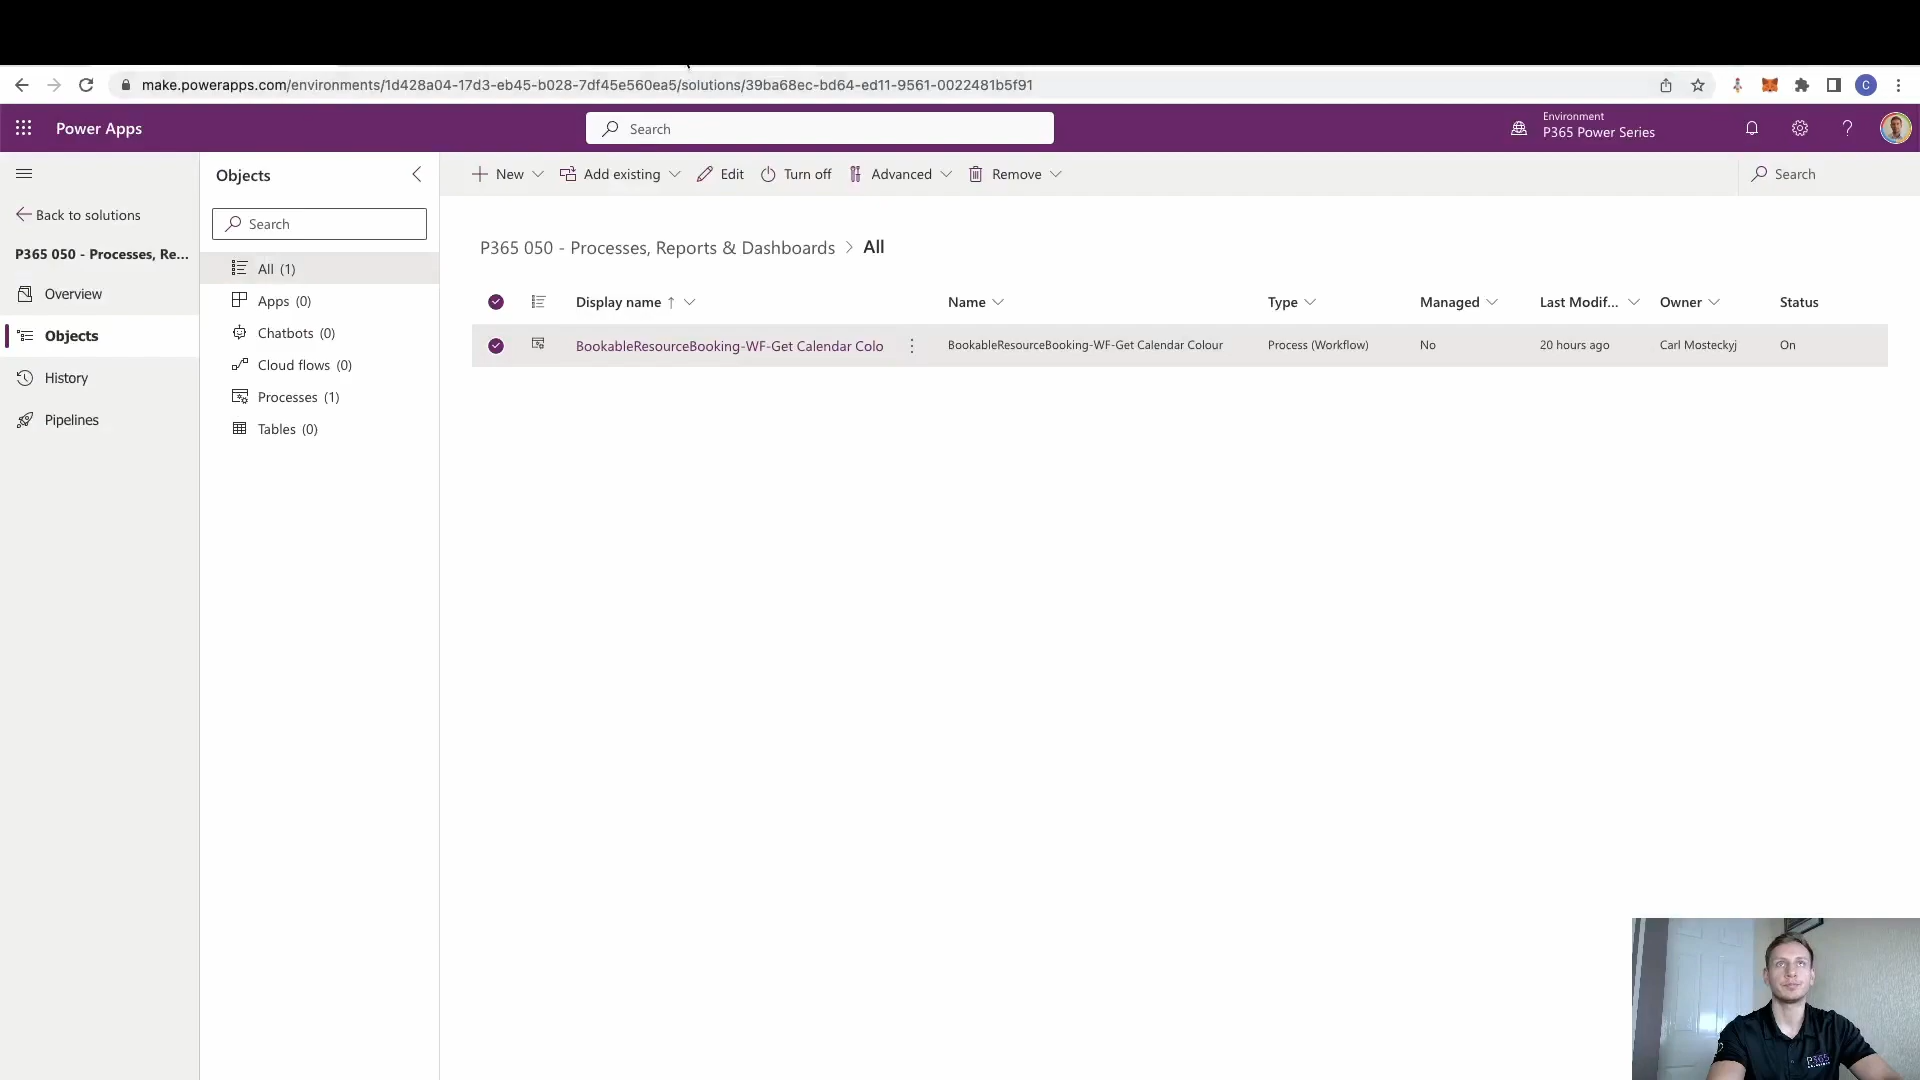 make.powerapps.com/environments/1d428a04-17d3-eb45-b028-7df45e560ea5/solutions/39ba68ec-bd64-ed11-9561-0022481b5f91
C
Power Apps
Search
Environment
P365 Power Series
?
Objects
New
Add existing
Edit
Turn off
Advanced
Remove
Search
Back to solutions
Search
P365 050 - Processes, Re...
P365 050 - Processes, Reports & Dashboards > All
All (1)
Overview
Apps (0)
Display name ↑
Name
Type
Managed
Last Modif...
Owner
Status
Chatbots (0)
Objects
BookableResourceBooking-WF-Get Calendar Colo
BookableResourceBooking-WF-Get Calendar Colour
Process (Workflow)
No
20 hours ago
Carl Mosteckyj
On
Cloud flows (0)
History
Processes (1)
Pipelines
Tables (0)
P365